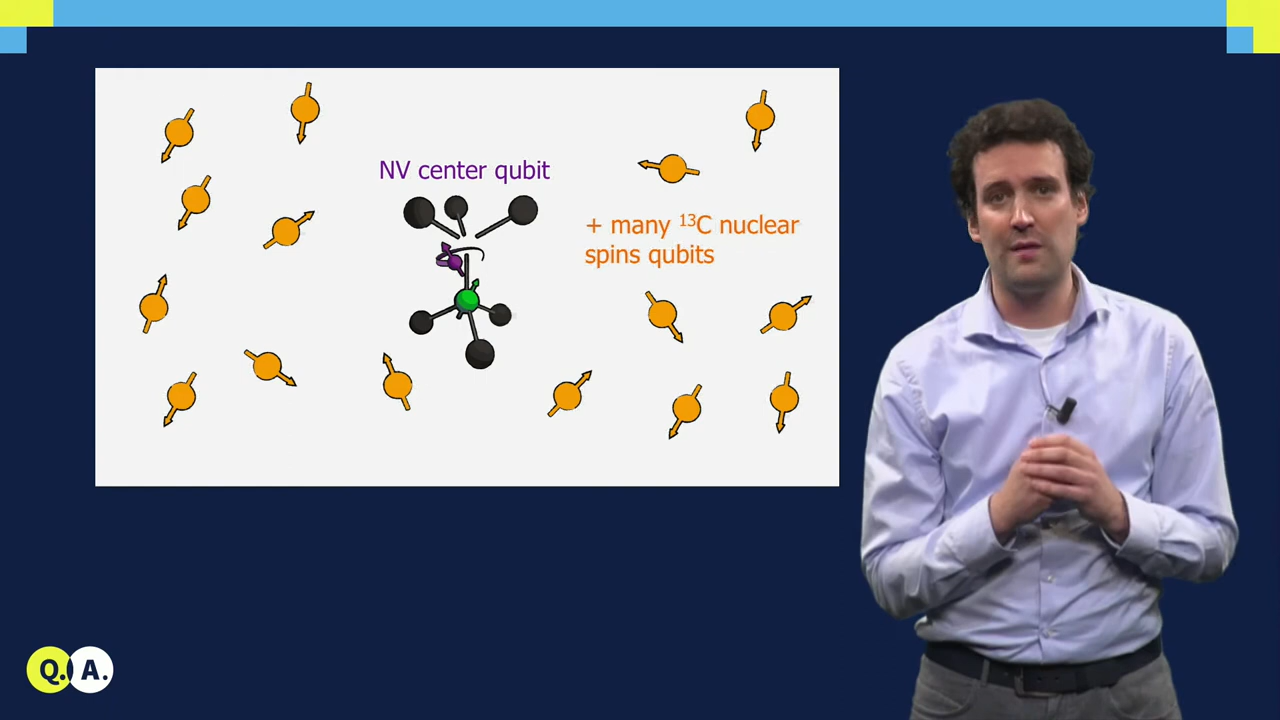 NV center qubit
+ many ¹³C nuclear
spins qubits
Q. A.